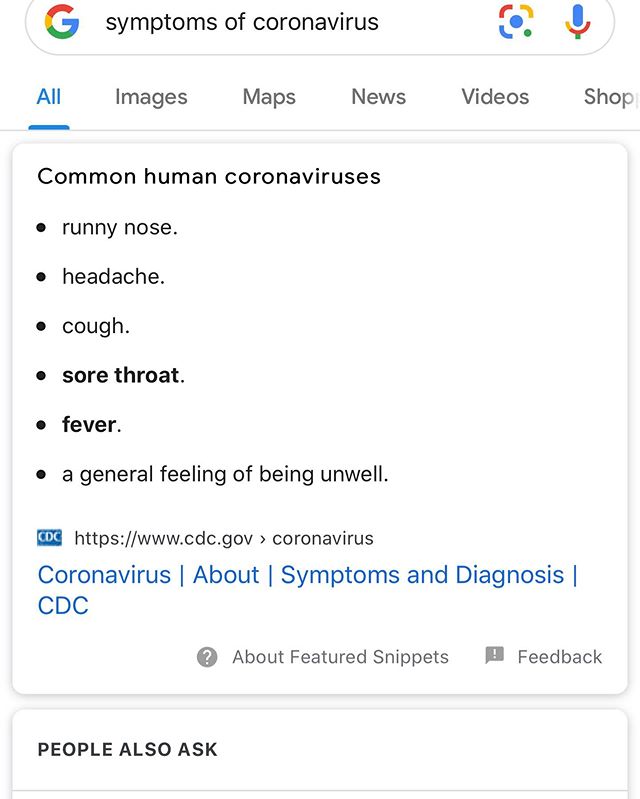 symptoms of coronavirus
All Images Maps News Videos Shop
Common human coronaviruses
• runny nose.
• headache.
• cough.
• sore throat.
• fever.
• a general feeling of being unwell.
CDC https://www.cdc.gov › coronavirus
Coronavirus | About | Symptoms and Diagnosis |
CDC
About Featured Snippets Feedback
PEOPLE ALSO ASK